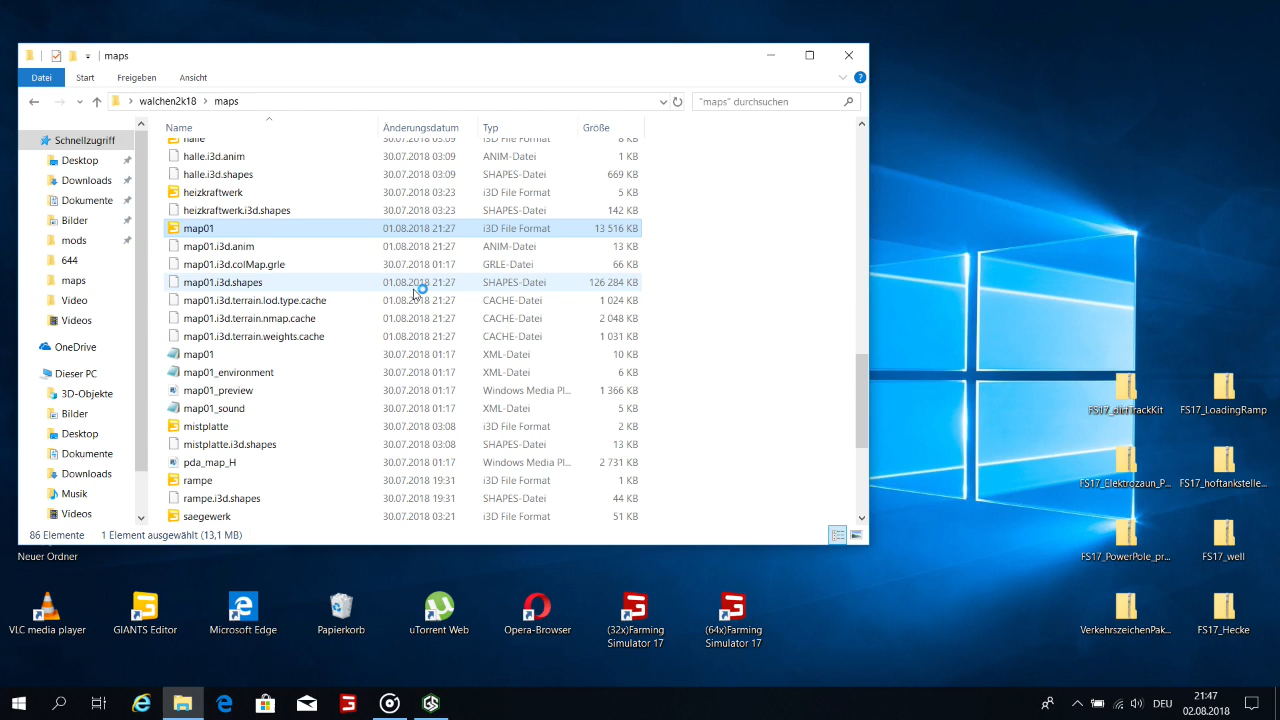 maps
Datei Start Freigeben Ansicht
walchen2k18 maps
"maps" durchsuchen
Schnellzugriff
Desktop
Downloads
Dokumente
Bilder
mods
644
maps
Video
Videos
OneDrive
Dieser PC
3D-Objekte
Bilder
Desktop
Dokumente
Downloads
Musik
Videos
Name Änderungsdatum Typ Größe
halle 30.07.2018 03:09 i3D File Format 8 KB
halle.i3d.anim 30.07.2018 03:09 ANIM-Datei 1 KB
halle.i3d.shapes 30.07.2018 03:09 SHAPES-Datei 669 KB
heizkraftwerk 30.07.2018 03:23 i3D File Format 5 KB
heizkraftwerk.i3d.shapes 30.07.2018 03:23 SHAPES-Datei 142 KB
map01 01.08.2018 21:27 i3D File Format 13 516 KB
map01.i3d.anim 01.08.2018 21:27 ANIM-Datei 13 KB
map01.i3d.colMap.grle 30.07.2018 01:17 GRLE-Datei 66 KB
map01.i3d.shapes 01.08.2018 21:27 SHAPES-Datei 126 284 KB
map01.i3d.terrain.lod.type.cache 01.08.2018 21:27 CACHE-Datei 1 024 KB
map01.i3d.terrain.nmap.cache 01.08.2018 21:27 CACHE-Datei 2 048 KB
map01.i3d.terrain.weights.cache 01.08.2018 21:27 CACHE-Datei 1 031 KB
map01 30.07.2018 01:17 XML-Datei 10 KB
map01_environment 30.07.2018 01:17 XML-Datei 6 KB
map01_preview 30.07.2018 01:17 Windows Media Pl... 1 366 KB
map01_sound 30.07.2018 01:17 XML-Datei 5 KB
mistplatte 30.07.2018 03:08 i3D File Format 2 KB
mistplatte.i3d.shapes 30.07.2018 03:08 SHAPES-Datei 13 KB
pda_map_H 30.07.2018 01:17 Windows Media Pl... 2 731 KB
rampe 30.07.2018 19:31 i3D File Format 1 KB
rampe.i3d.shapes 30.07.2018 19:31 SHAPES-Datei 44 KB
saegewerk 30.07.2018 03:21 i3D File Format 51 KB
86 Elemente 1 Element ausgewählt (13,1 MB)
Neuer Ordner
FS17_dirtTrackKit
FS17_LoadingRamp
FS17_Elektrozaun_P...
FS17_hoftankstelle...
FS17_PowerPole_pr...
FS17_well
VerkehrszeichenPak...
FS17_Hecke
VLC media player
GIANTS Editor
Microsoft Edge
Papierkorb
uTorrent Web
Opera-Browser
(32x)Farming
Simulator 17
(64x)Farming
Simulator 17
DEU
21:47
02.08.2018